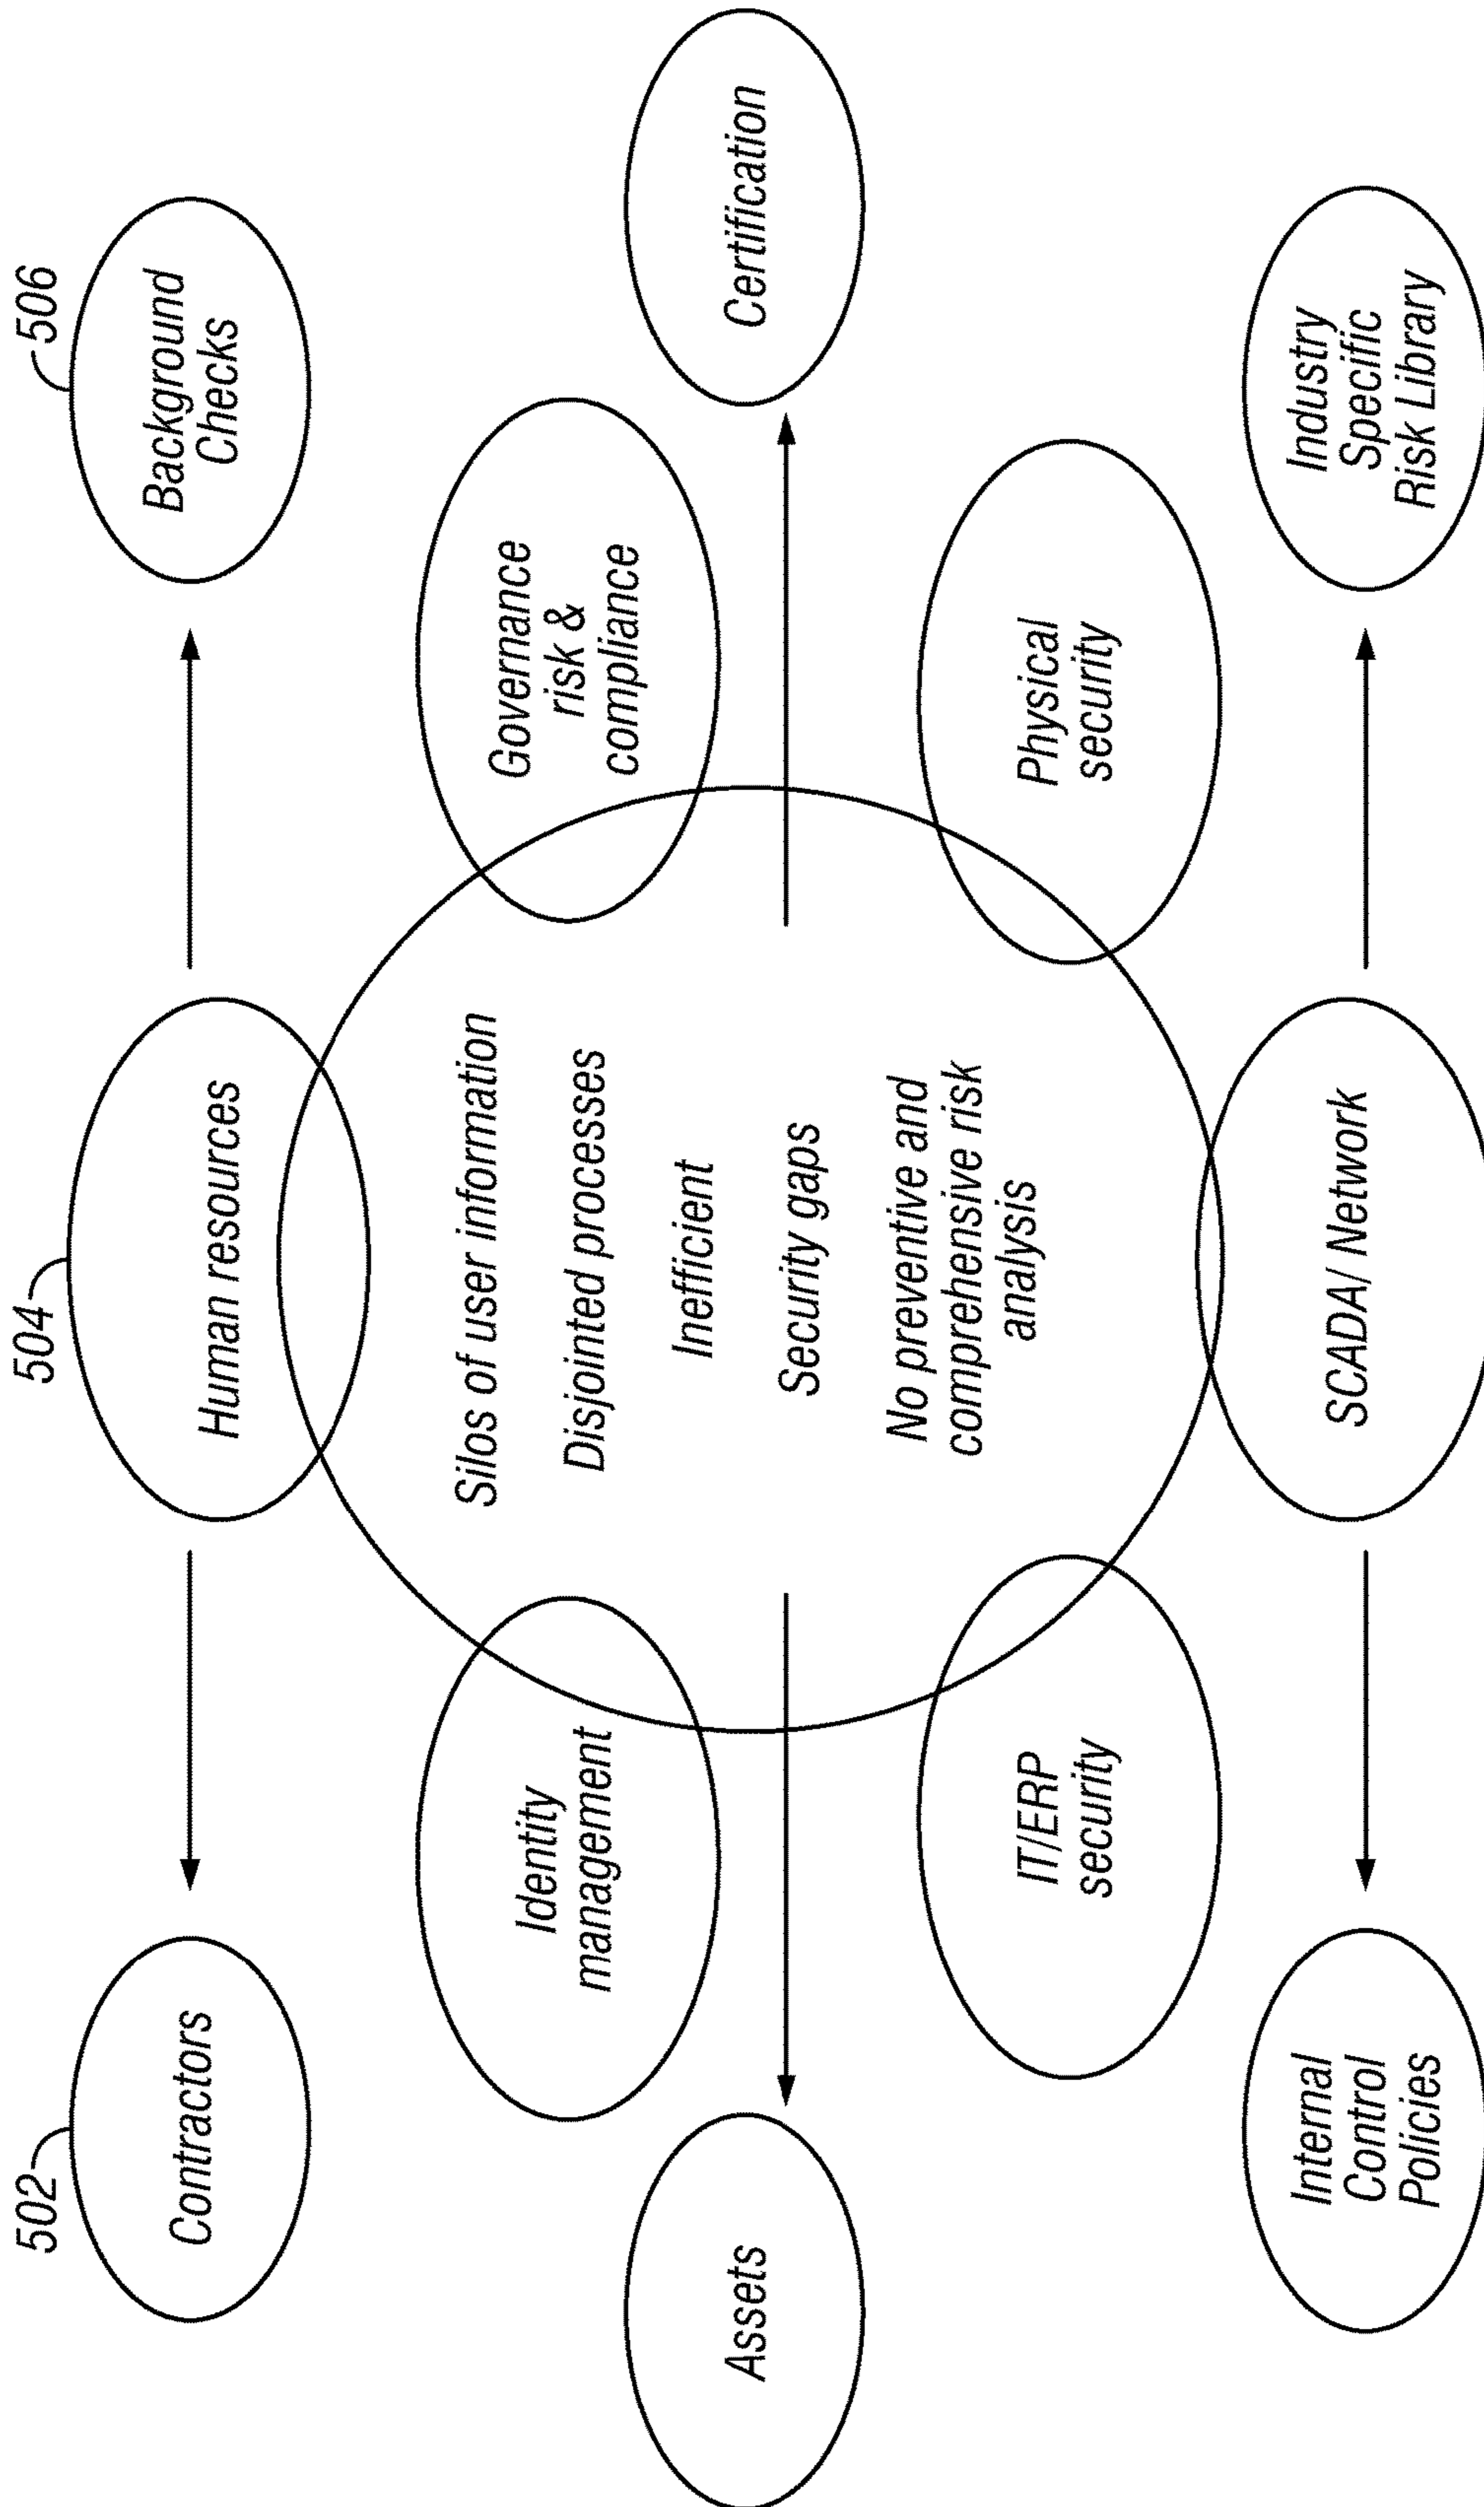 502
504
506
Contractors
Human resources
Background
Checks
Identity
management
Governance
risk &
compliance
Silos of user information
Disjointed processes
Inefficient
Security gaps
No preventive and
comprehensive risk
analysis
Assets
Certification
IT/ERP
security
Physical
security
Internal
Control
Policies
SCADA/ Network
Industry
Specific
Risk Library